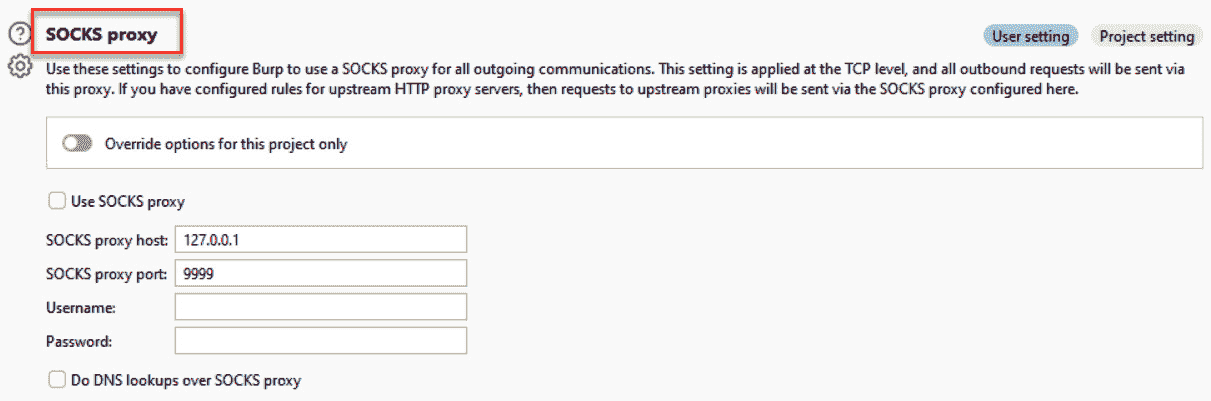 SOCKS proxy
User setting
Project setting
Use these settings to configure Burp to use a SOCKS proxy for all outgoing communications. This setting is applied at the TCP level, and all outbound requests will be sent via
this proxy. If you have configured rules for upstream HTTP proxy servers, then requests to upstream proxies will be sent via the SOCKS proxy configured here.
Override options for this project only
Use SOCKS proxy
SOCKS proxy host: 127.0.0.1
SOCKS proxy port: 9999
Username:
Password:
Do DNS lookups over SOCKS proxy